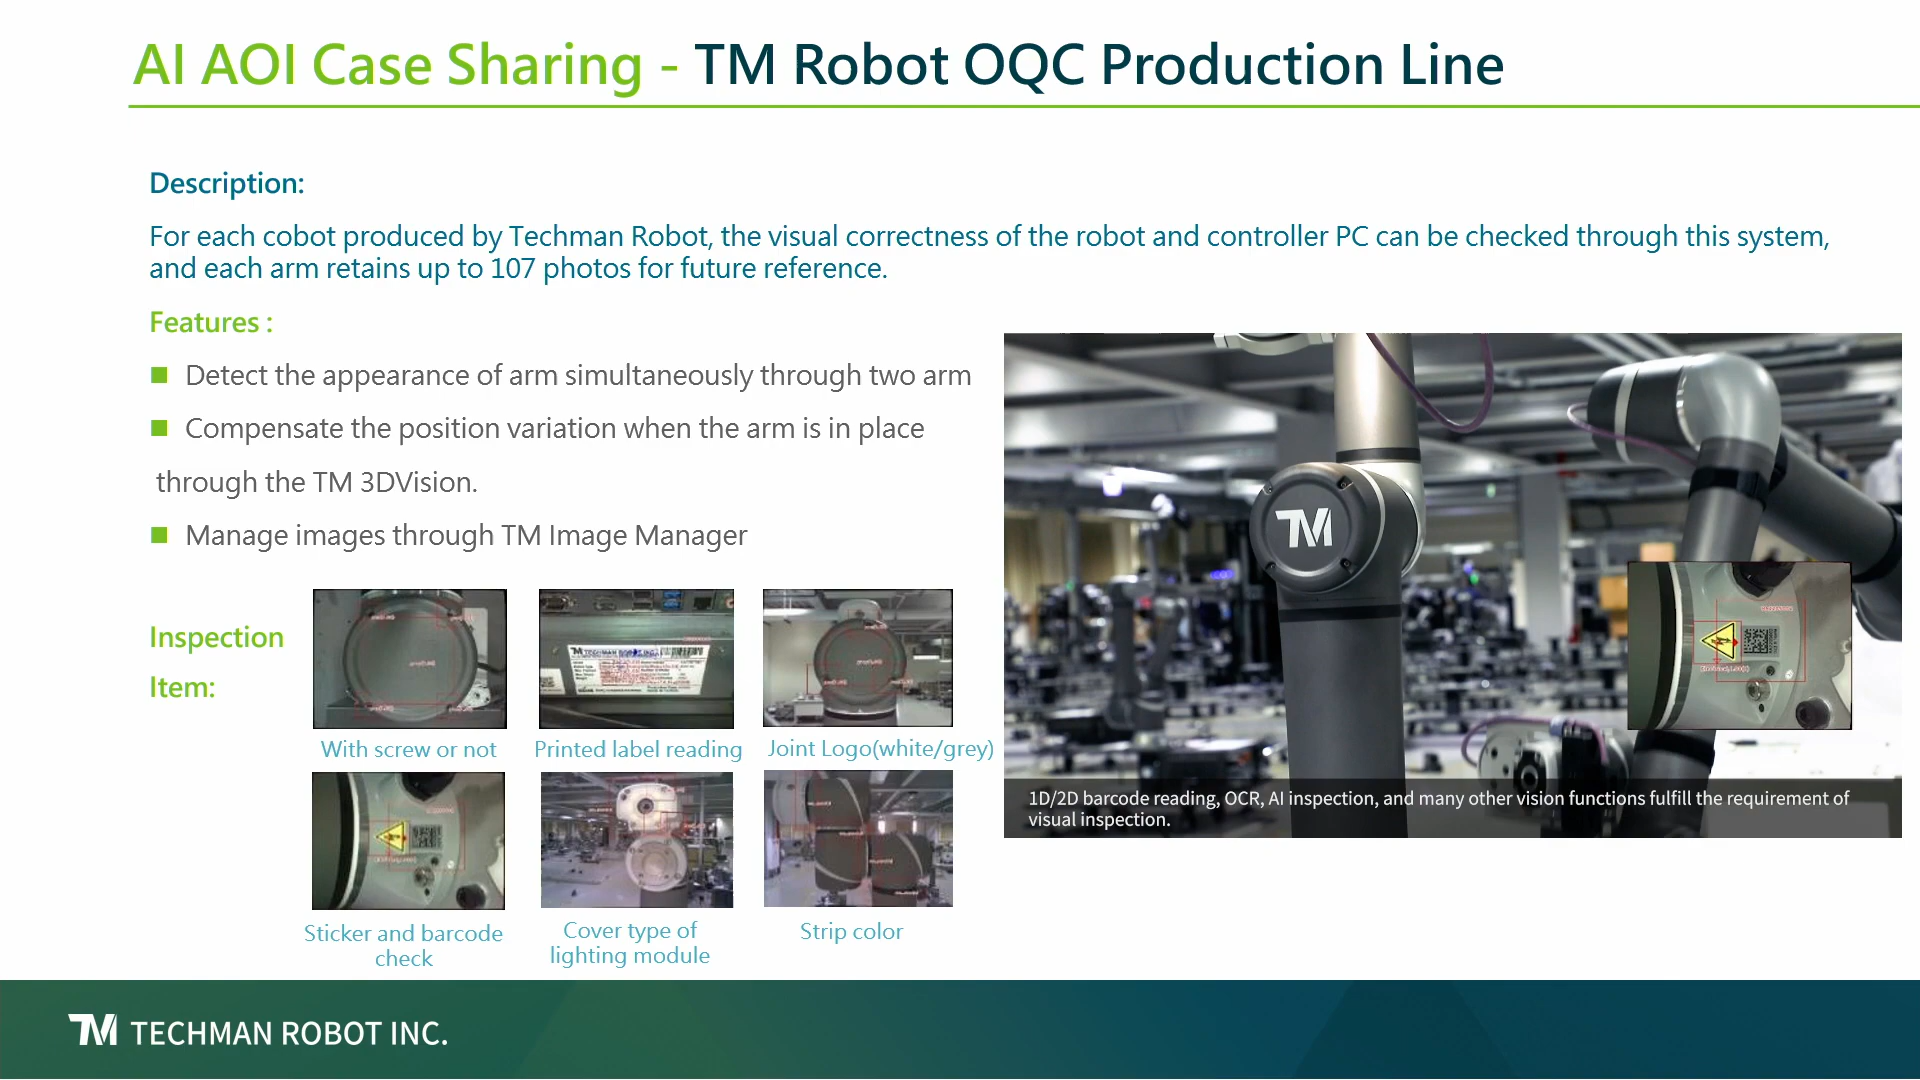 AI AOI Case Sharing - TM Robot OQC Production Line
Description:
For each cobot produced by Techman Robot, the visual correctness of the robot and controller PC can be checked through this system,
and each arm retains up to 107 photos for future reference.
Features :
Detect the appearance of arm simultaneously through two arm
Compensate the position variation when the arm is in place
through the TM 3DVision.
Manage images through TM Image Manager
Inspection
Item:
TECHMAN ROBOT INC.
With screw or not
Printed label reading
Joint Logo(white/grey)
Sticker and barcode
check
Cover type of
lighting module
Strip color
TM
1D/2D barcode reading, OCR, AI inspection, and many other vision functions fulfill the requirement of
visual inspection.
TM TECHMAN ROBOT INC.